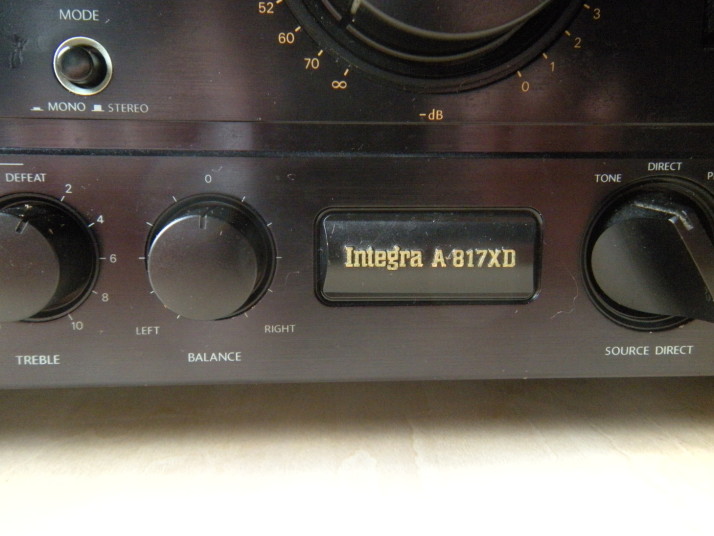 MODE
MONO STEREO
52
60
70
∞
3
2
1
0
-dB
DEFEAT
2
4
6
8
10
TREBLE
0
LEFT RIGHT
BALANCE
Integra A-817XD
TONE DIRECT
SOURCE DIRECT